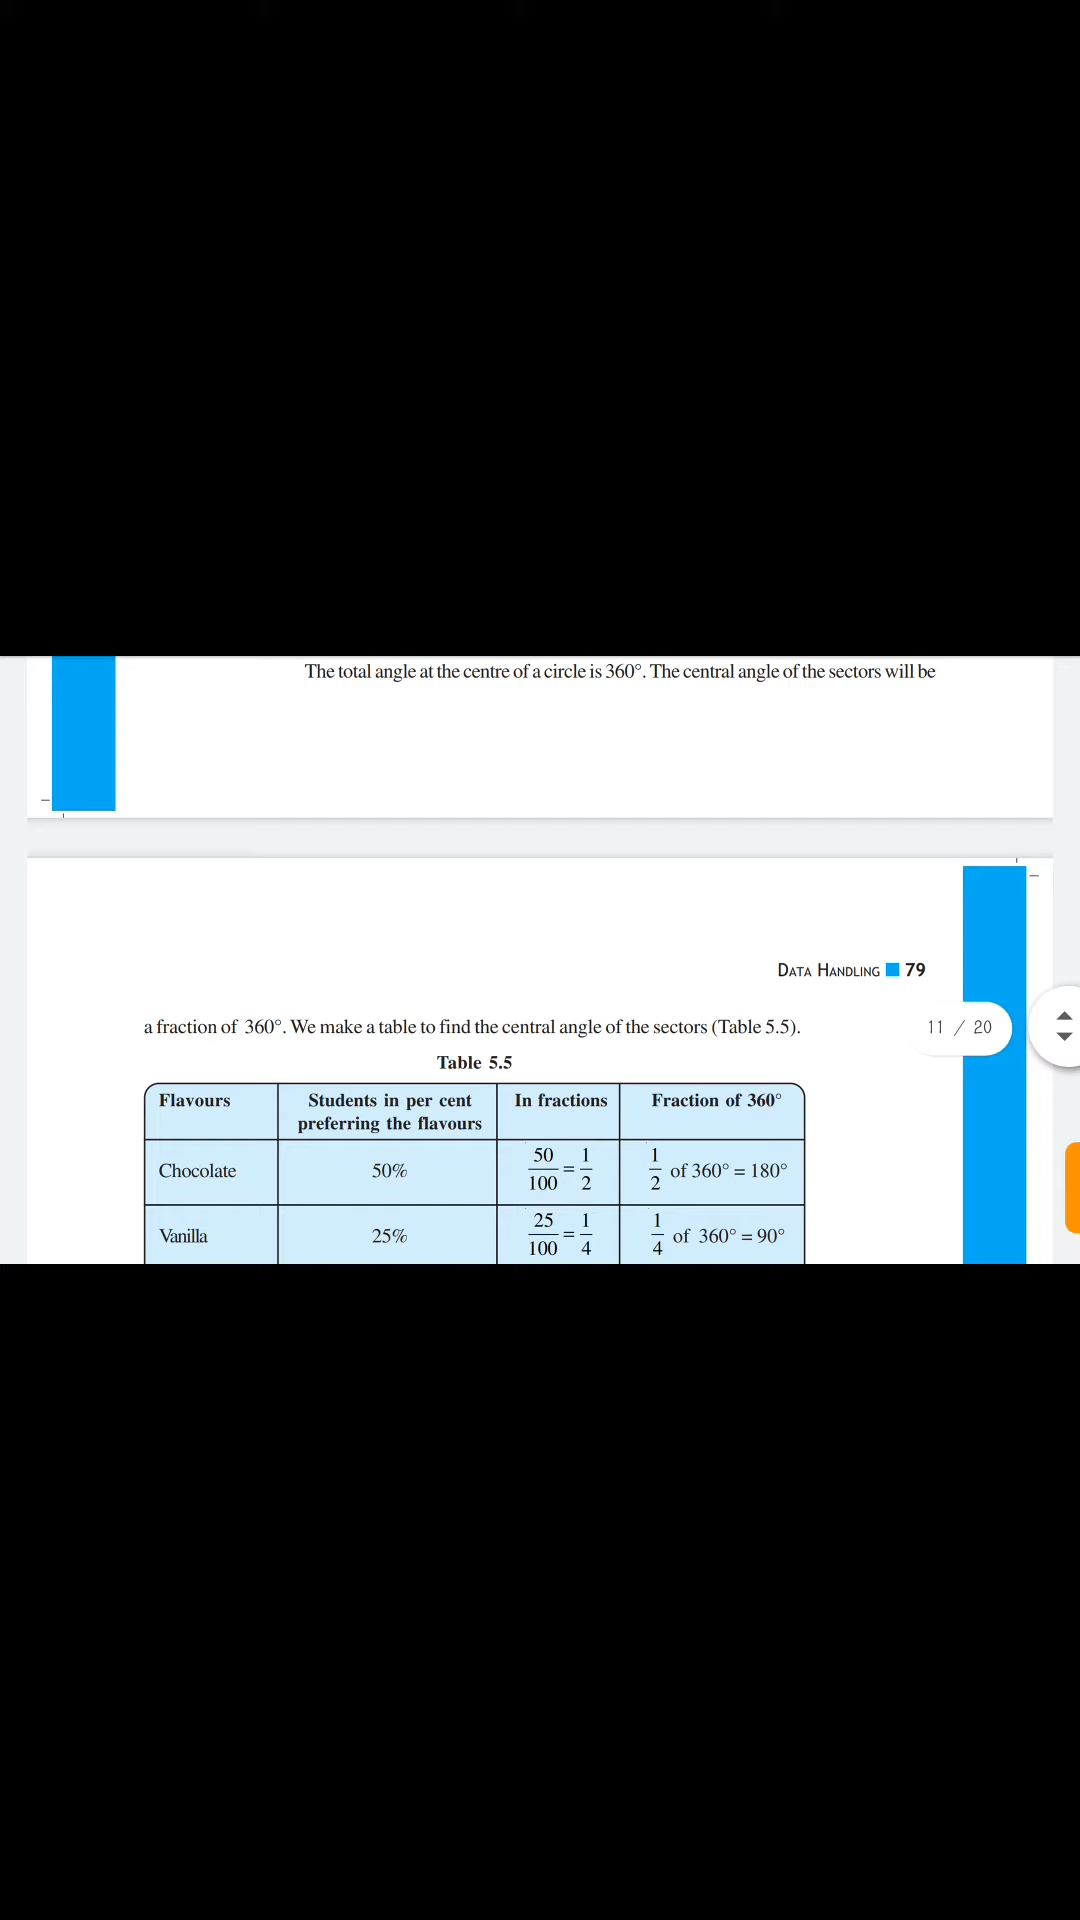 The total angle at the centre of a circle is 360°. The central angle of the sectors will be
DATA HANDLING 79
a fraction of 360°. We make a table to find the central angle of the sectors (Table 5.5).
11 / 20
Table 5.5
Flavours Students in per cent preferring the flavours In fractions Fraction of 360°
Chocolate 50% 50/100 = 1/2 1/2 of 360° = 180°
Vanilla 25% 25/100 = 1/4 1/4 of 360° = 90°